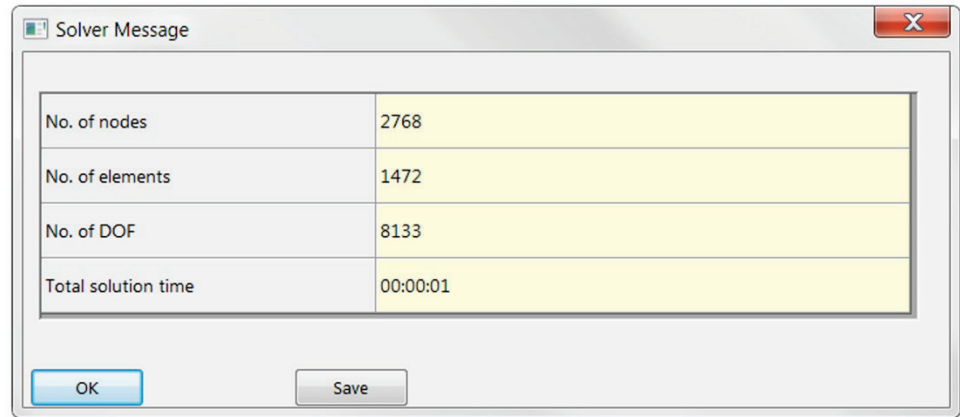 Solver Message
No. of nodes 2768
No. of elements 1472
No. of DOF 8133
Total solution time 00:00:01
OK Save